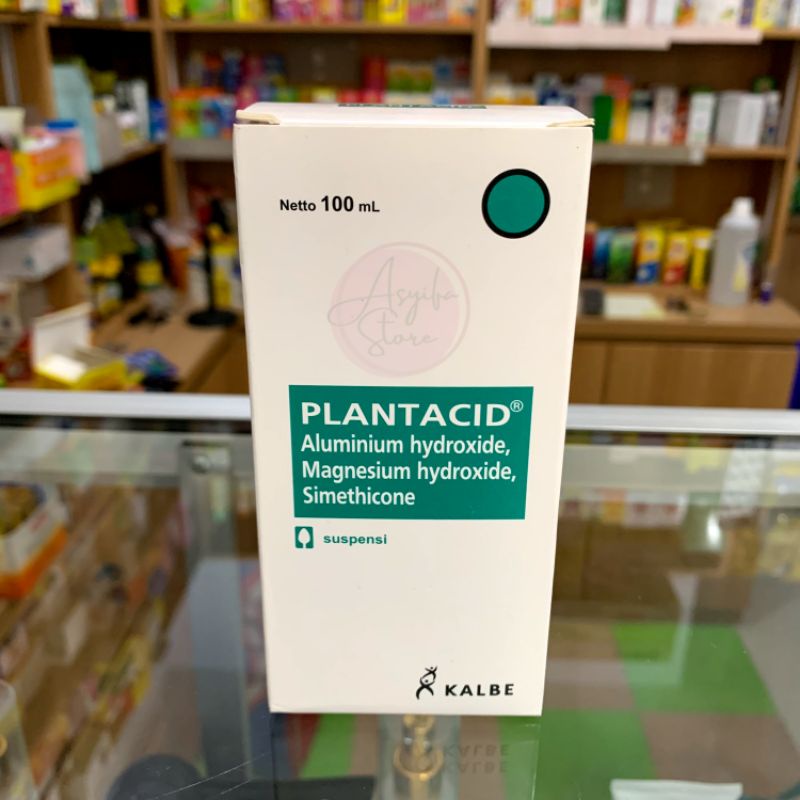 Netto 100 mL
Asyifa
Store
PLANTACID®
Aluminium hydroxide,
Magnesium hydroxide,
Simethicone
suspensi
KALBE